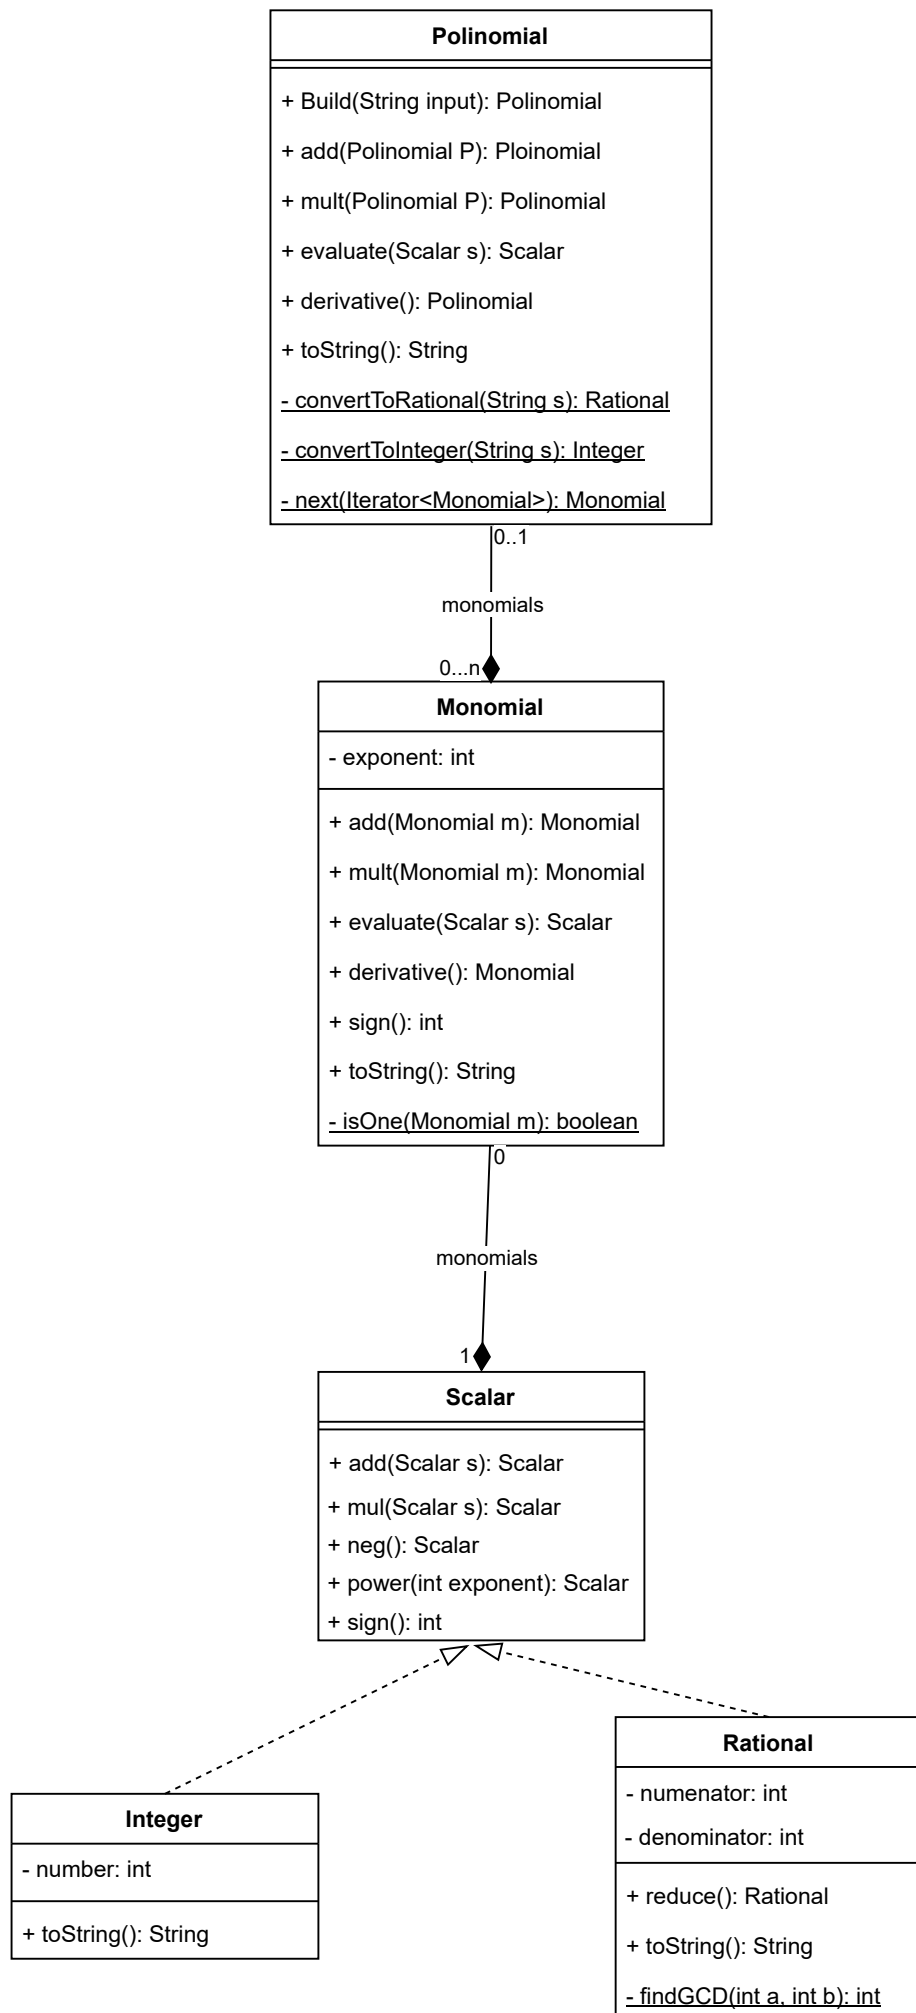 Polinomial
+ Build(String input): Polinomial
+ add(Polinomial P): Ploinomial
+ mult(Polinomial P): Polinomial
+ evaluate(Scalar s): Scalar
+ derivative(): Polinomial
+ toString(): String
- convertToRational(String s): Rational
- convertToInteger(String s): Integer
- next(Iterator<Monomial>): Monomial
0..1
monomials
0...n
Monomial
- exponent: int
+ add(Monomial m): Monomial
+ mult(Monomial m): Monomial
+ evaluate(Scalar s): Scalar
+ derivative(): Monomial
+ sign(): int
+ toString(): String
- isOne(Monomial m): boolean
0
monomials
1
Scalar
+ add(Scalar s): Scalar
+ mul(Scalar s): Scalar
+ neg(): Scalar
+ power(int exponent): Scalar
+ sign(): int
Integer
- number: int
+ toString(): String
Rational
- numenator: int
- denominator: int
+ reduce(): Rational
+ toString(): String
- findGCD(int a, int b): int